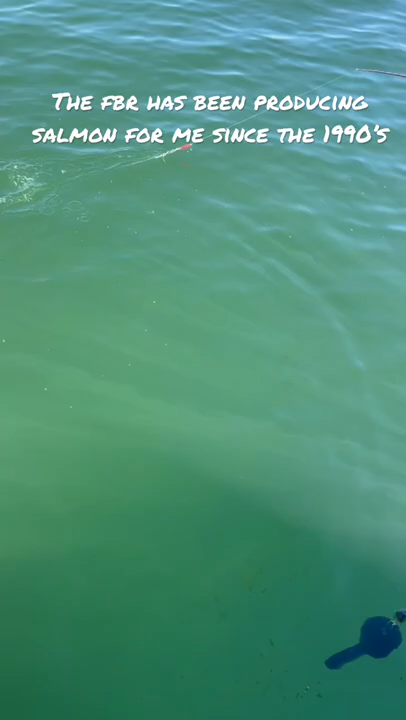 The fbr has been producing
salmon for me since the 1990's